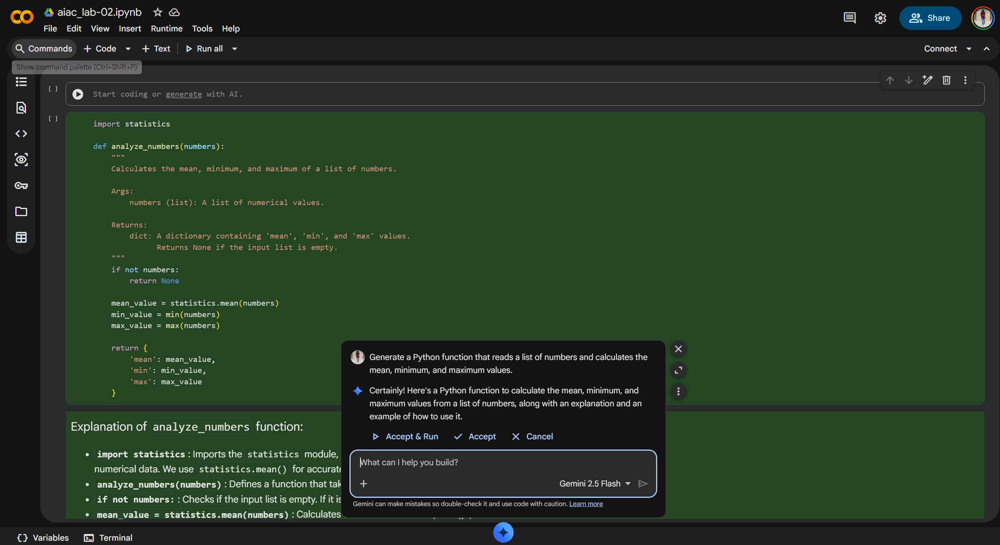 aiac_lab-02.ipynb
File Edit View Insert Runtime Tools Help
Share
Commands + Code + Text Run all
Connect
Show command palette (Ctrl+Shift+P)
[ ]
Start coding or generate with AI.
[ ]
import statistics
def analyze_numbers(numbers):
"""
Calculates the mean, minimum, and maximum of a list of numbers.
Args:
numbers (list): A list of numerical values.
Returns:
dict: A dictionary containing 'mean', 'min', and 'max' values.
Returns None if the input list is empty.
"""
if not numbers:
return None
mean_value = statistics.mean(numbers)
min_value = min(numbers)
max_value = max(numbers)
return {
'mean': mean_value,
'min': min_value,
'max': max_value
}
Explanation of analyze_numbers function:
• import statistics : Imports the statistics module,
numerical data. We use statistics.mean() for accurate
• analyze_numbers(numbers) : Defines a function that tak
• if not numbers: : Checks if the input list is empty. If it is
• mean_value = statistics.mean(numbers) : Calculates
Generate a Python function that reads a list of numbers and calculates the
mean, minimum, and maximum values.
Certainly! Here's a Python function to calculate the mean, minimum, and
maximum values from a list of numbers, along with an explanation and an
example of how to use it.
Accept & Run Accept Cancel
What can I help you build?
Gemini 2.5 Flash
Gemini can make mistakes so double-check it and use code with caution. Learn more
Variables Terminal